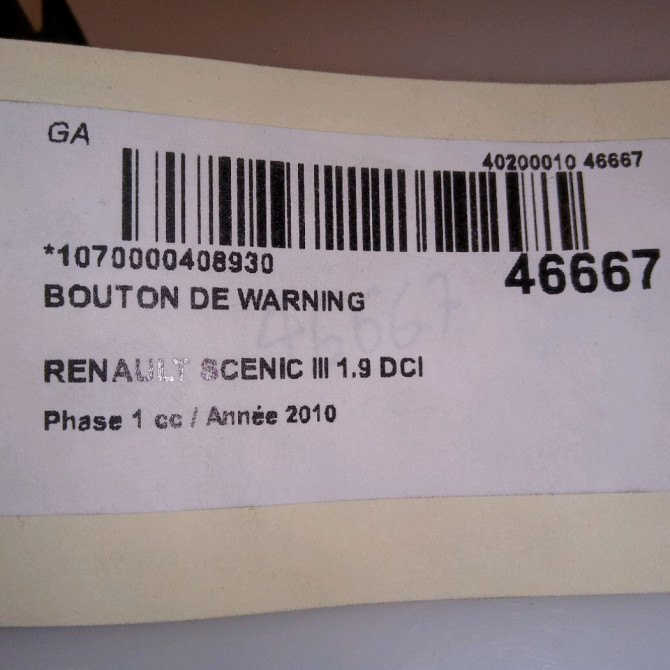 GA
40200010 46667
*1070000408930
46667
BOUTON DE WARNING
46667
RENAULT SCENIC III 1.9 DCI
Phase 1 cc / Année 2010